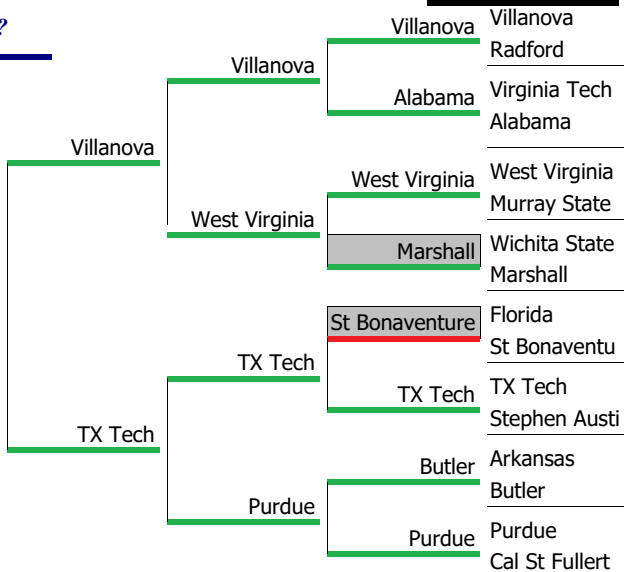 ?
Villanova
Radford
Virginia Tech
Alabama
West Virginia
Murray State
Wichita State
Marshall
Florida
St Bonaventu
TX Tech
Stephen Austi
Arkansas
Butler
Purdue
Cal St Fullert
Villanova
Alabama
West Virginia
Marshall
St Bonaventure
TX Tech
Butler
Purdue
Villanova
West Virginia
TX Tech
Purdue
Villanova
TX Tech